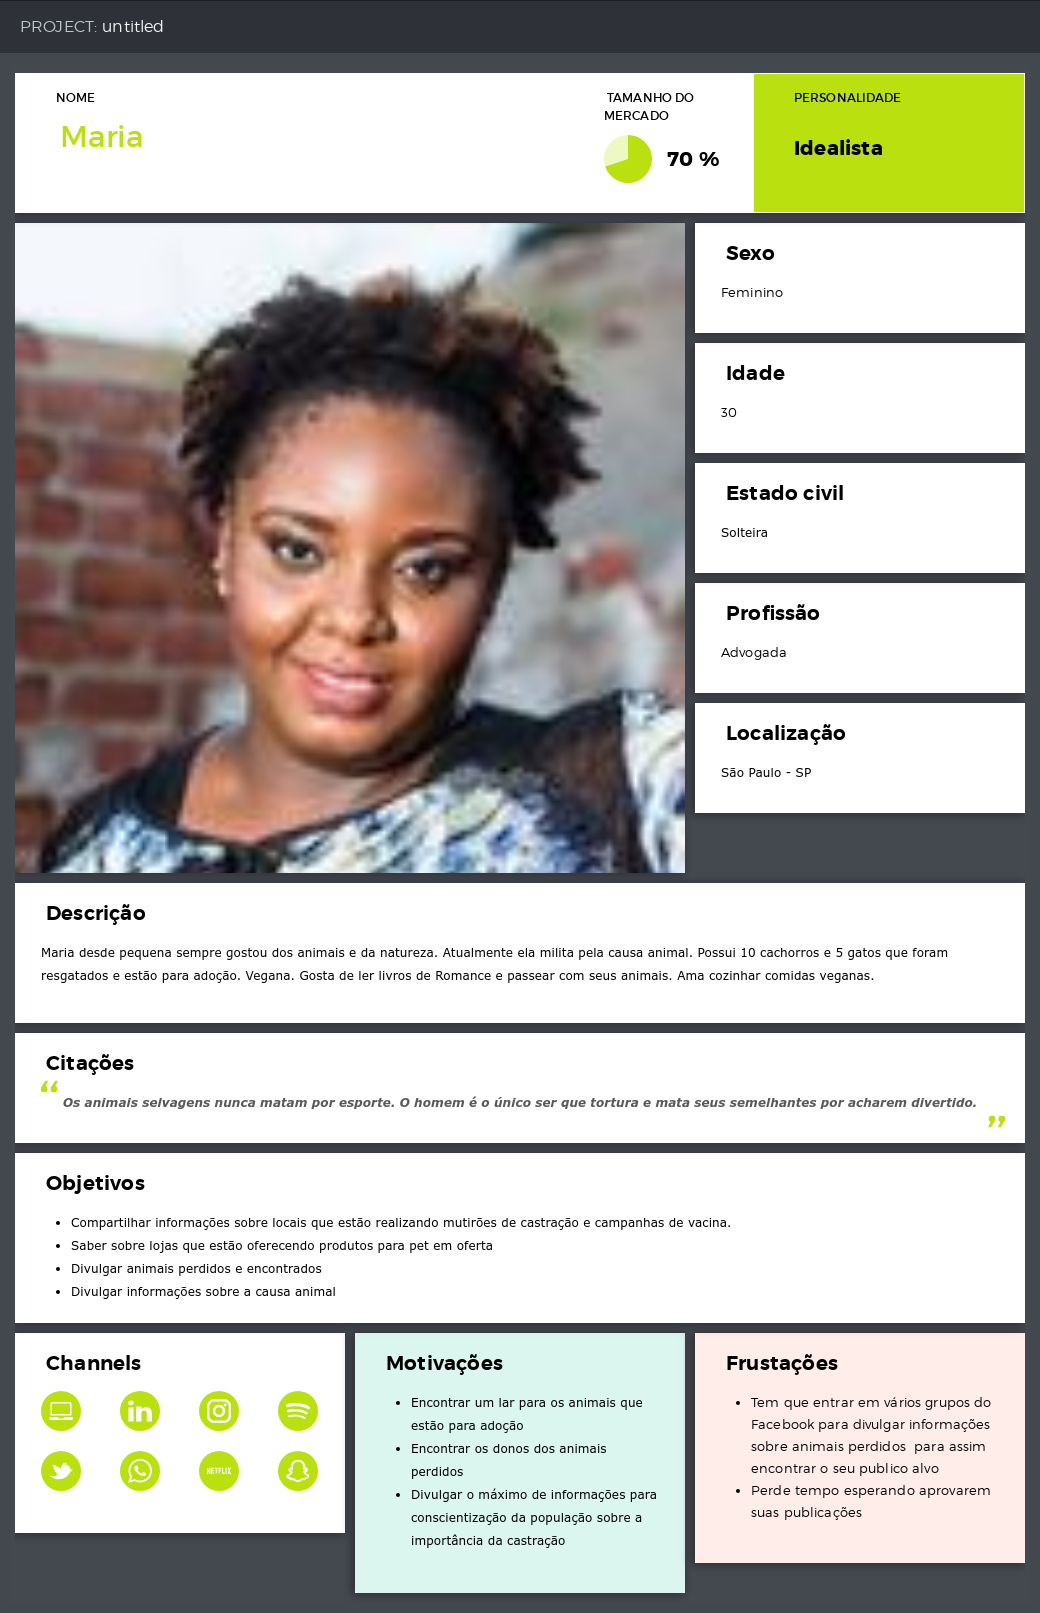 PROJECT: untitled
NOME
Maria
TAMANHO DO
MERCADO
70 %
PERSONALIDADE
Idealista
Sexo
Feminino
Idade
30
Estado civil
Solteira
Profissão
Advogada
Localização
São Paulo - SP
Descrição
Maria desde pequena sempre gostou dos animais e da natureza. Atualmente ela milita pela causa animal. Possui 10 cachorros e 5 gatos que foram
resgatados e estão para adoção. Vegana. Gosta de ler livros de Romance e passear com seus animais. Ama cozinhar comidas veganas.
Citações
“ Os animais selvagens nunca matam por esporte. O homem é o único ser que tortura e mata seus semelhantes por acharem divertido. ”
Objetivos
• Compartilhar informações sobre locais que estão realizando mutirões de castração e campanhas de vacina.
• Saber sobre lojas que estão oferecendo produtos para pet em oferta
• Divulgar animais perdidos e encontrados
• Divulgar informações sobre a causa animal
Channels
in
NETFLIX
Motivações
• Encontrar um lar para os animais que
estão para adoção
• Encontrar os donos dos animais
perdidos
• Divulgar o máximo de informações para
conscientização da população sobre a
importância da castração
Frustações
• Tem que entrar em vários grupos do
Facebook para divulgar informações
sobre animais perdidos  para assim
encontrar o seu publico alvo
• Perde tempo esperando aprovarem
suas publicações